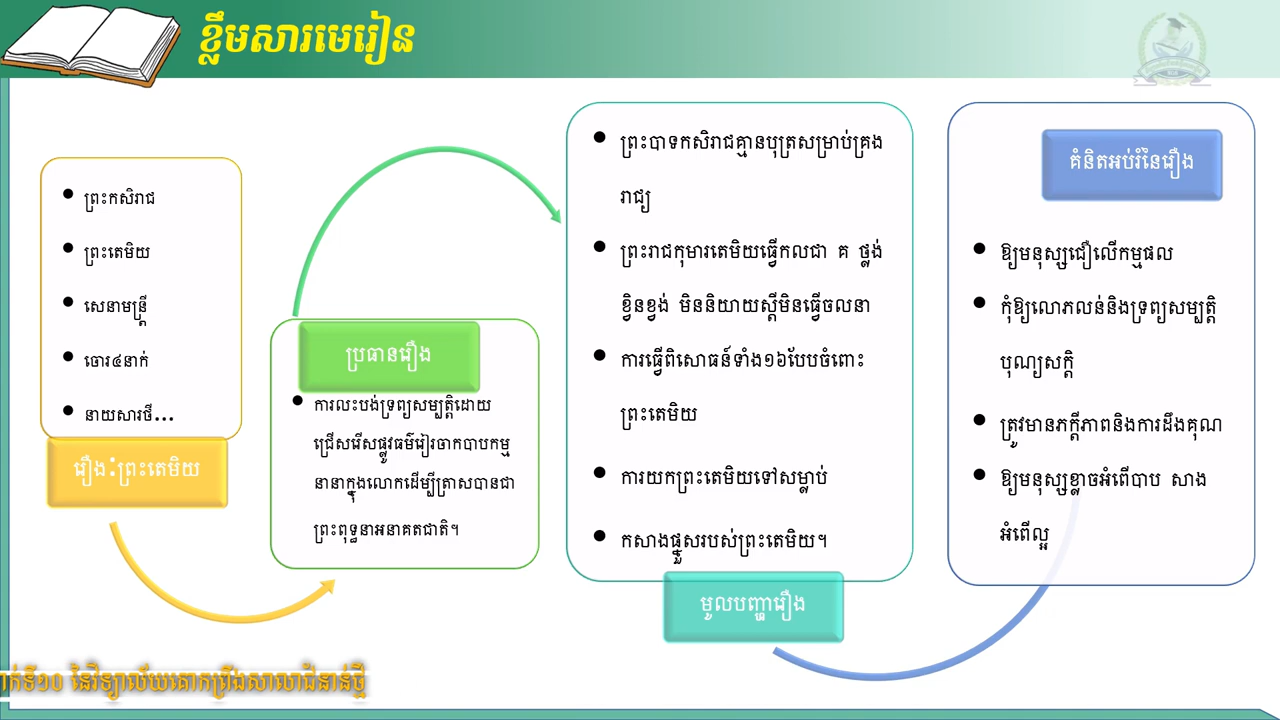 ខ្លឹមសារមេរៀន
• ព្រះកសិរាជ
• ព្រះតេមិយ
• សេនាមន្ត្រី
• ចោរ៤នាក់
• នាយសារថី...
រឿង៖ព្រះតេមិយ
ប្រធានរឿង
• ការលះបង់ទ្រព្យសម្បត្តិដោយ
ជ្រើសរើសផ្លូវធម៌វៀរចាកបាបកម្ម
នានាក្នុងលោកដើម្បីត្រាសបានជា
ព្រះពុទ្ធនាអនាគតជាតិ។
• ព្រះបាទកសិរាជគ្មានបុត្រសម្រាប់គ្រង
រាជ្យ
• ព្រះរាជកុមារតេមិយធ្វើកលជា គ ថ្លង់
ខ្វិនខ្វង់ មិននិយាយស្ដីមិនធ្វើចលនា
• ការធ្វើពិសោធន៍ទាំង១៦បែបចំពោះ
ព្រះតេមិយ
• ការយកព្រះតេមិយទៅសម្លាប់
• កសាងផ្នួសរបស់ព្រះតេមិយ។
មូលបញ្ហារឿង
គំនិតអប់រំនៃរឿង
• ឱ្យមនុស្សជឿលើកម្មផល
• កុំឱ្យលោភលន់នឹងទ្រព្យសម្បត្តិ
បុណ្យសក្ដិ
• ត្រូវមានភក្ដីភាពនិងការដឹងគុណ
• ឱ្យមនុស្សខ្លាចអំពើបាប សាង
អំពើល្អ
នៃវិទ្យាល័យ